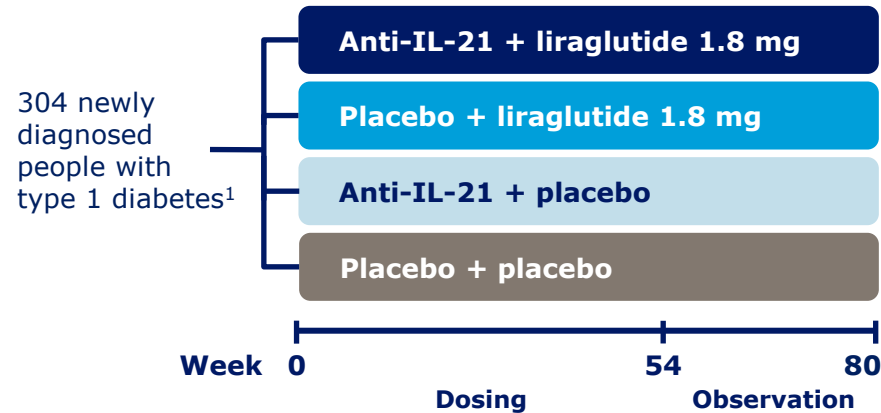 Anti-IL-21 + liraglutide 1.8 mg
304 newly
diagnosed
people with
type 1 diabetes¹
Placebo + liraglutide 1.8 mg
Anti-IL-21 + placebo
Placebo + placebo
Week 0 54 80
Dosing Observation